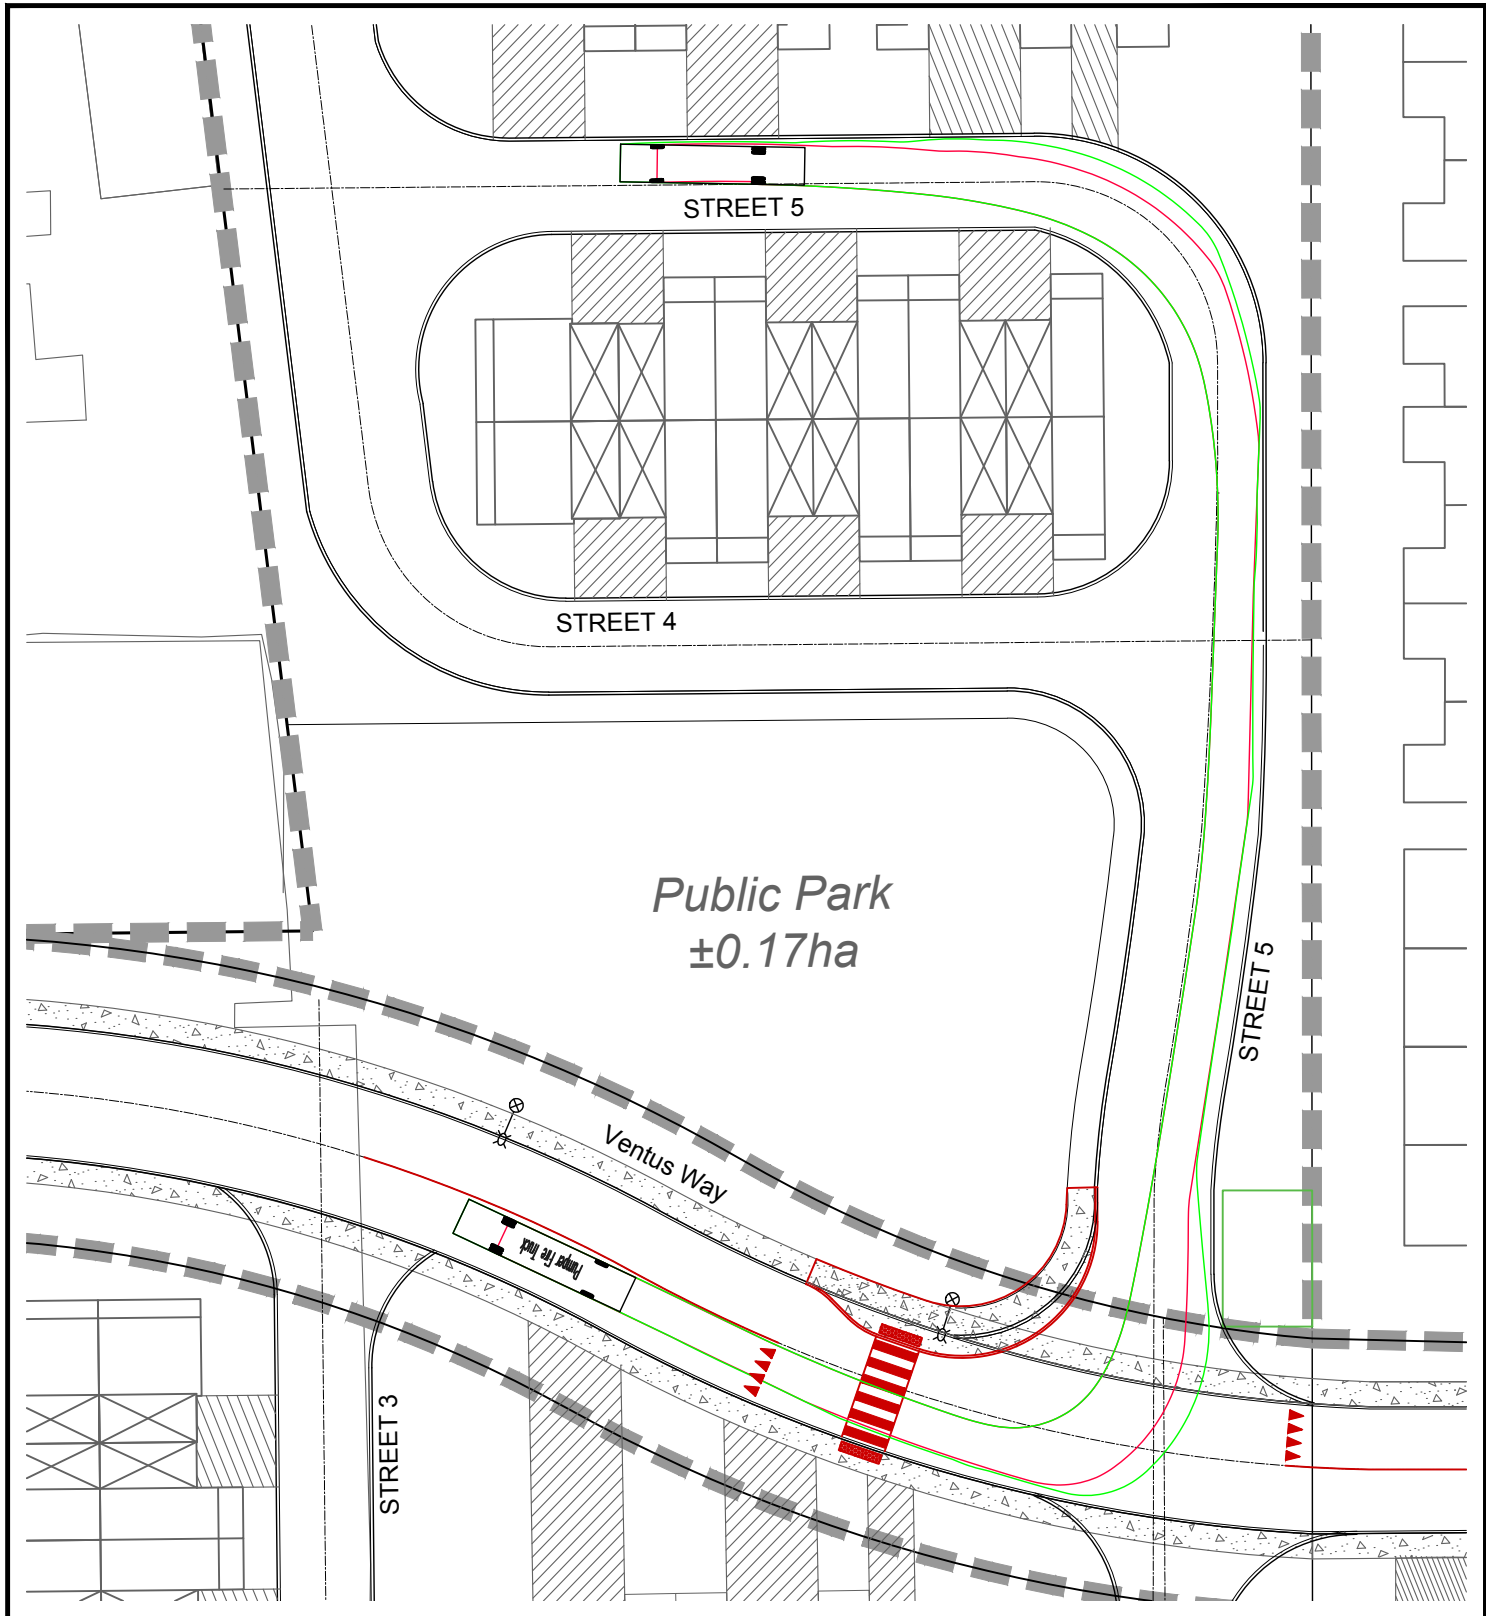 STREET 5
STREET 4
Public Park
±0.17ha
STREET 5
Ventus Way
Pumper Fire Truck
STREET 3